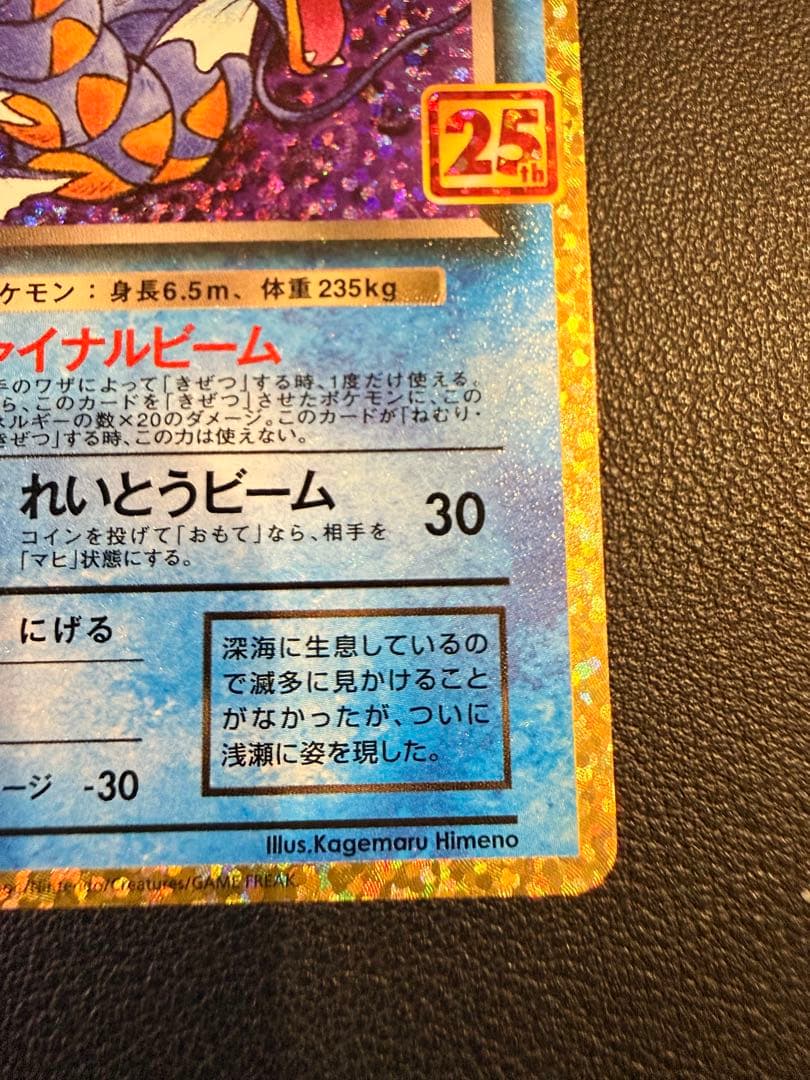 25th
ケモン：身長6.5m、体重235kg
ァイナルビーム
手のワザによって「きぜつ」する時、1度だけ使える。
ら、このカードを「きぜつ」させたポケモンに、この
ネルギーの数×20のダメージ。このカードが「ねむり・
きぜつ」する時、この力は使えない。
れいとうビーム 30
コインを投げて「おもて」なら、相手を
「マヒ」状態にする。
にげる
深海に生息しているの
で滅多に見かけること
がなかったが、ついに
浅瀬に姿を現した。
ージ -30
Illus.Kagemaru Himeno
/Nintendo/Creatures/GAME FREAK.